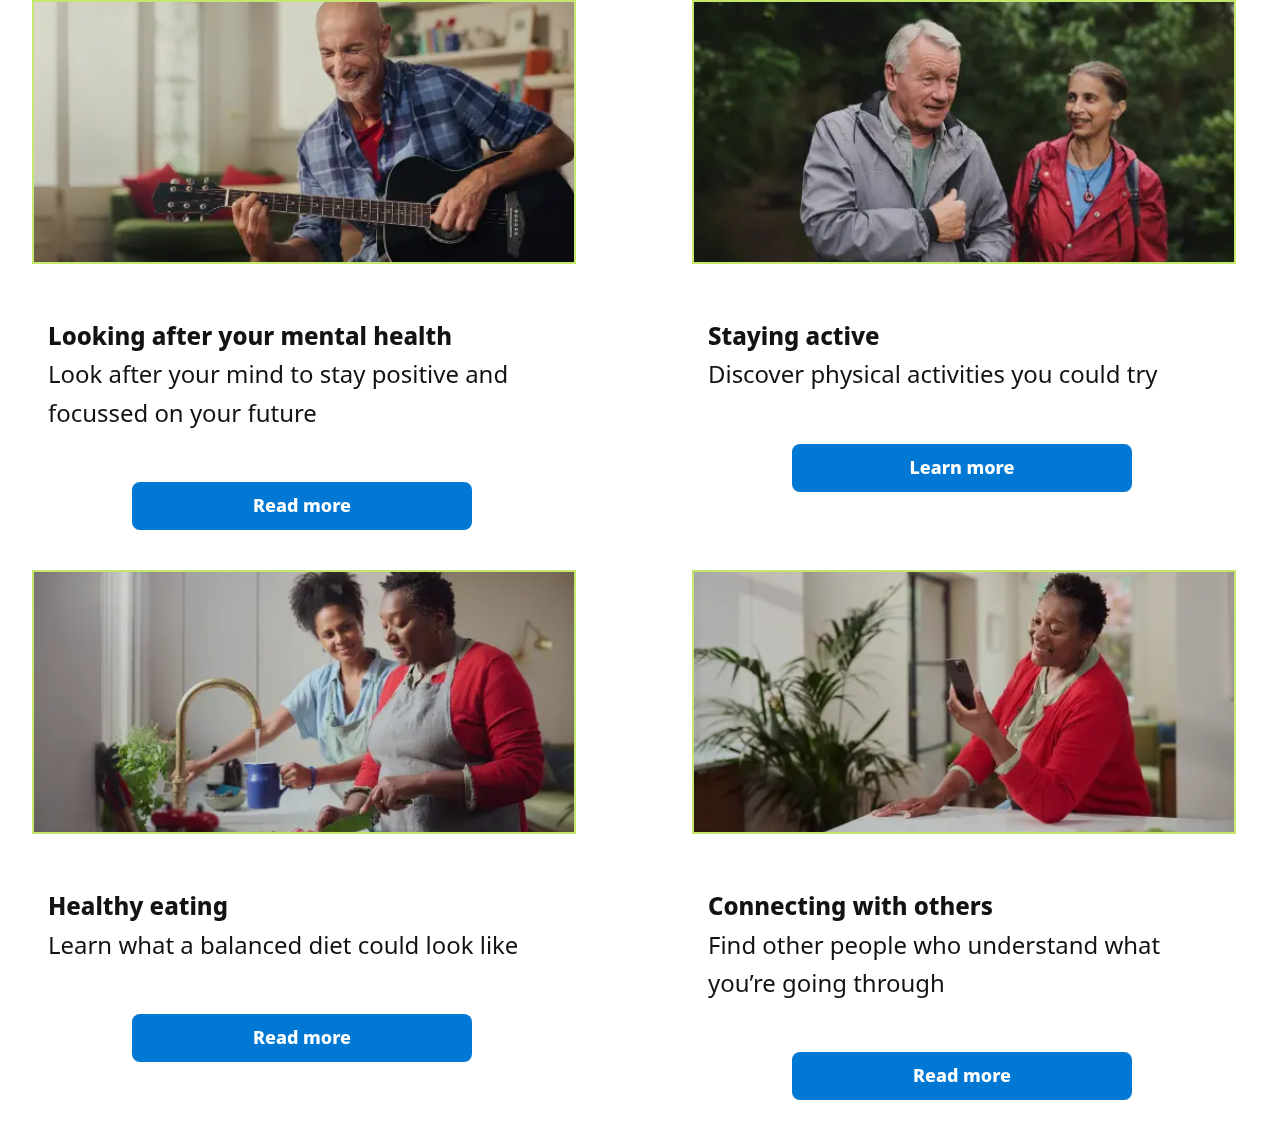 Looking after your mental health
Look after your mind to stay positive and
focussed on your future
Read more
Staying active
Discover physical activities you could try
Learn more
Healthy eating
Learn what a balanced diet could look like
Read more
Connecting with others
Find other people who understand what
you’re going through
Read more